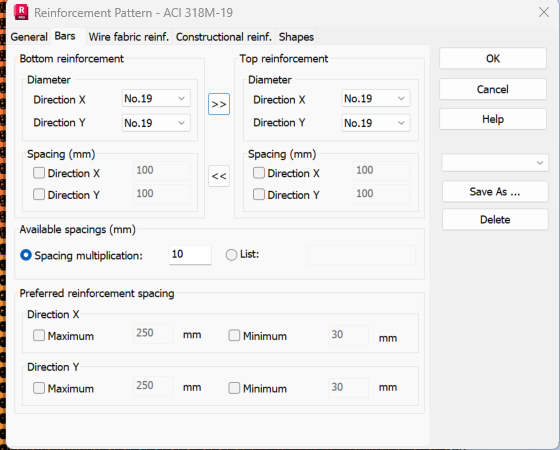 Reinforcement Pattern - ACI 318M-19
General Bars Wire fabric reinf. Constructional reinf. Shapes
Bottom reinforcement
Diameter
Direction X No.19
Direction Y No.19
Spacing (mm)
Direction X 100
Direction Y 100
>>
<<
Top reinforcement
Diameter
Direction X No.19
Direction Y No.19
Spacing (mm)
Direction X 100
Direction Y 100
Available spacings (mm)
Spacing multiplication: 10 List:
Preferred reinforcement spacing
Direction X
Maximum 250 mm Minimum 30 mm
Direction Y
Maximum 250 mm Minimum 30 mm
OK
Cancel
Help
Save As ...
Delete